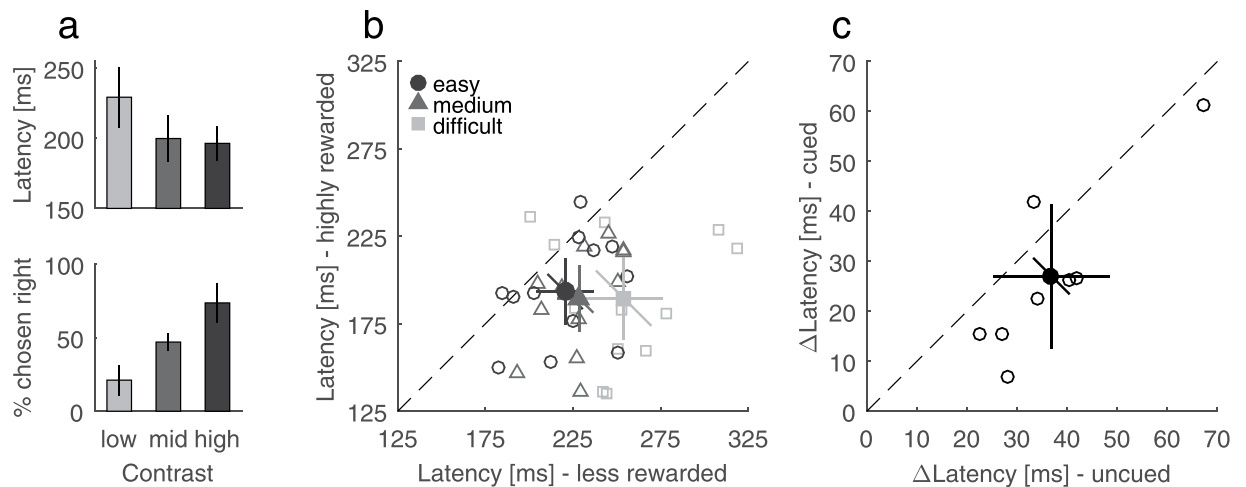 a
Latency [ms]
250
200
150
% chosen right
100
50
0
low mid high
Contrast
b
Latency [ms] - highly rewarded
325
275
225
175
125
easy
medium
difficult
125 175 225 275 325
Latency [ms] - less rewarded
c
ΔLatency [ms] - cued
70
60
50
40
30
20
10
0
0 10 20 30 40 50 60 70
ΔLatency [ms] - uncued